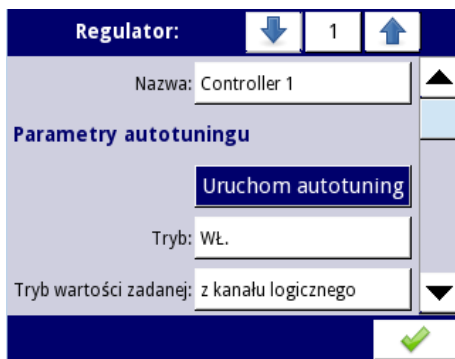 Regulator: 1
Nazwa: Controller 1
Parametry autotuningu
Uruchom autotuning
Tryb: WŁ.
Tryb wartości zadanej: z kanału logicznego